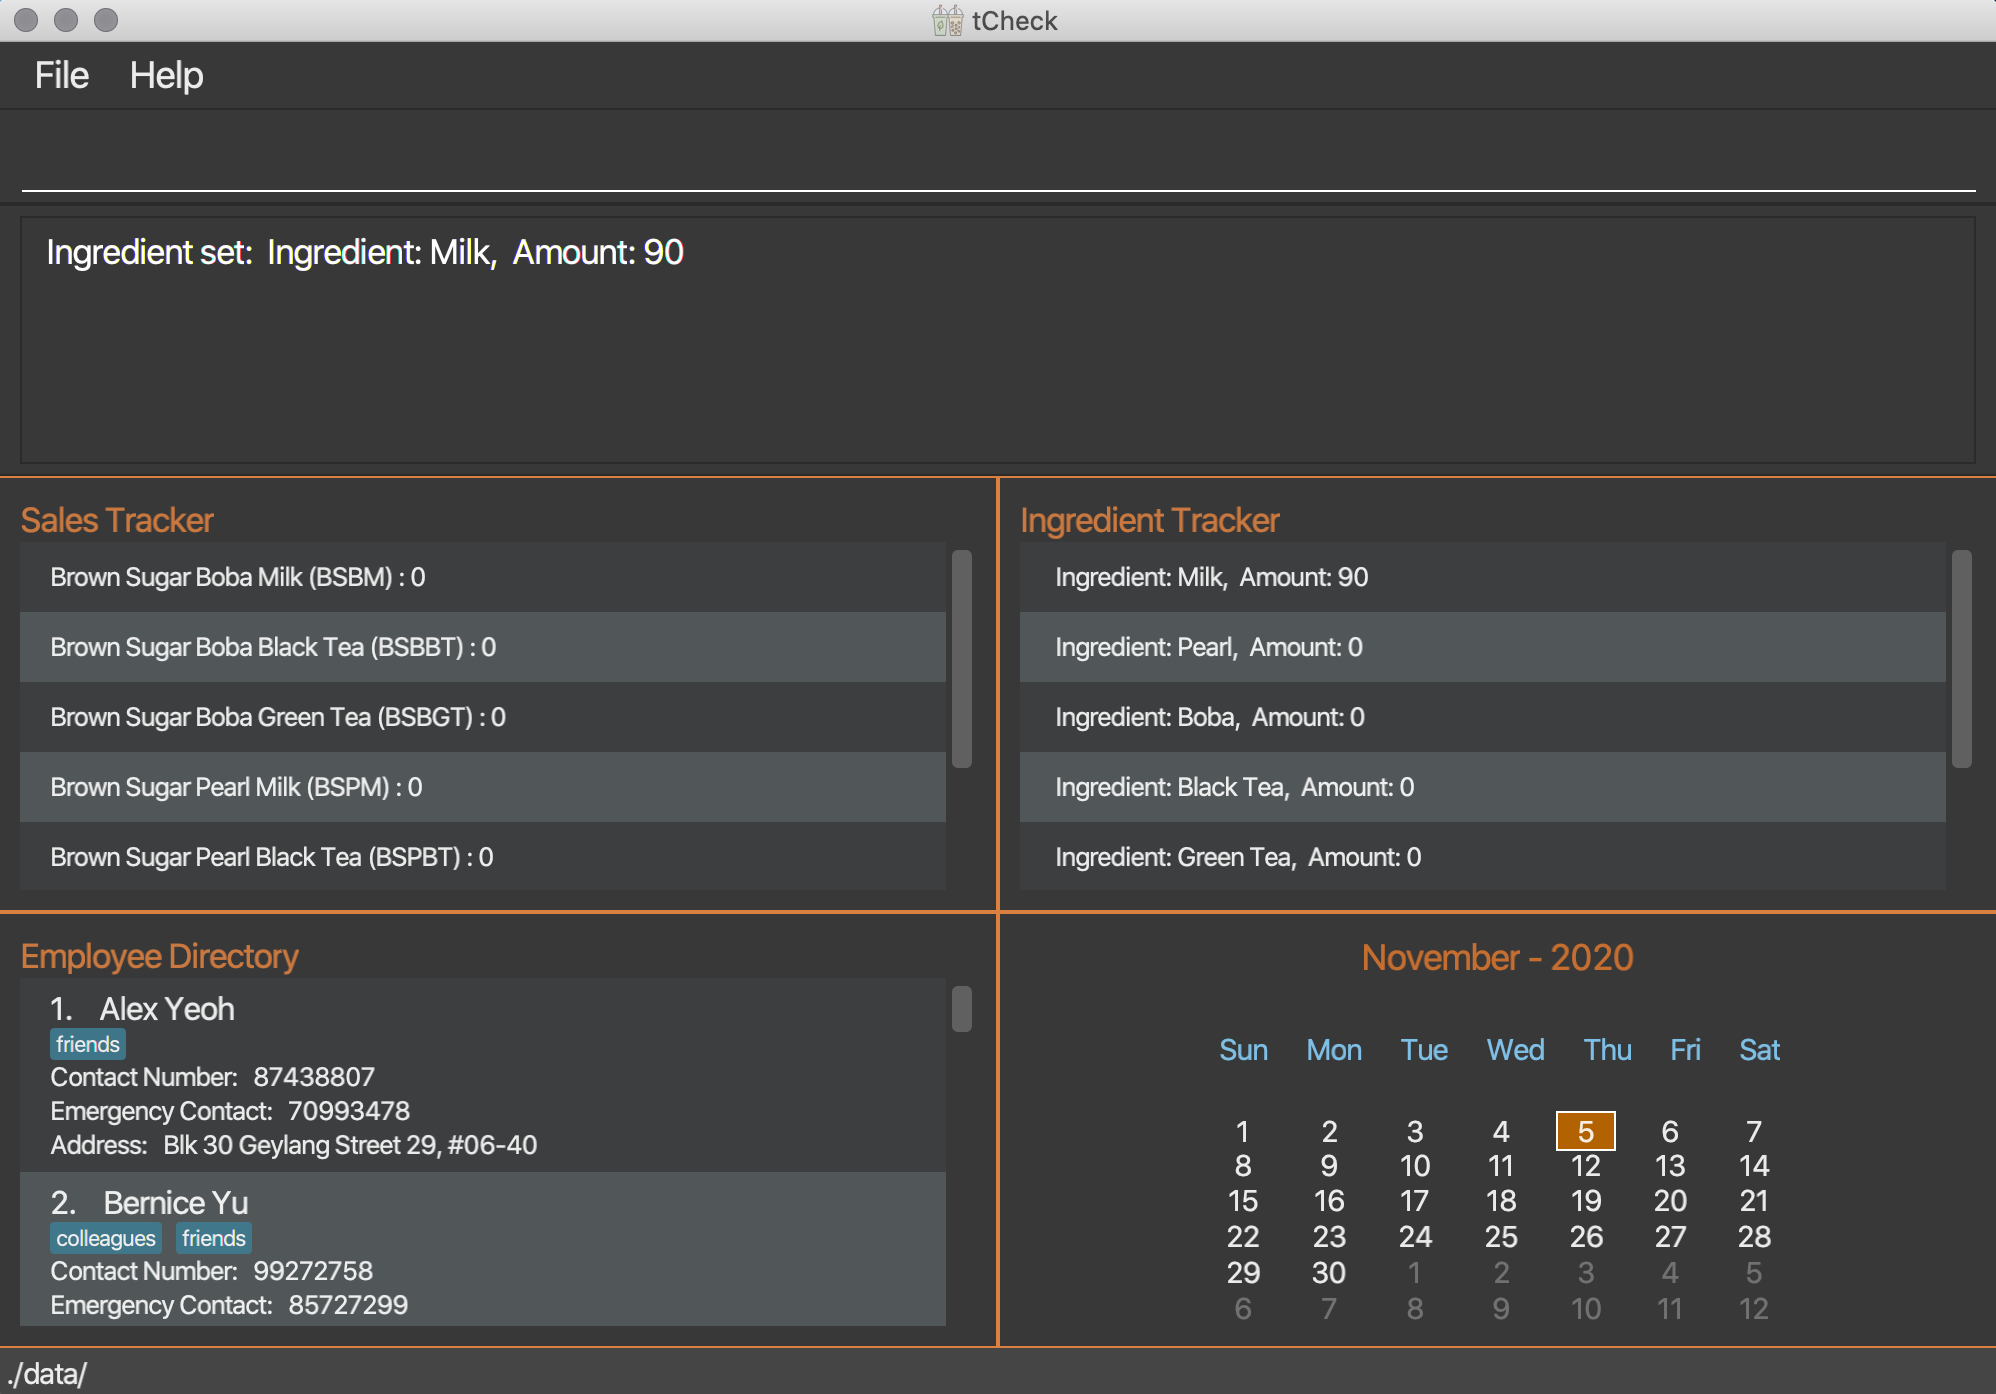 tCheck
File Help
Ingredient set: Ingredient: Milk, Amount: 90
Sales Tracker
Brown Sugar Boba Milk (BSBM) : 0
Brown Sugar Boba Black Tea (BSBBT) : 0
Brown Sugar Boba Green Tea (BSBGT) : 0
Brown Sugar Pearl Milk (BSPM) : 0
Brown Sugar Pearl Black Tea (BSPBT) : 0
Ingredient Tracker
Ingredient: Milk, Amount: 90
Ingredient: Pearl, Amount: 0
Ingredient: Boba, Amount: 0
Ingredient: Black Tea, Amount: 0
Ingredient: Green Tea, Amount: 0
Employee Directory
1. Alex Yeoh
friends
Contact Number: 87438807
Emergency Contact: 70993478
Address: Blk 30 Geylang Street 29, #06-40
2. Bernice Yu
colleagues friends
Contact Number: 99272758
Emergency Contact: 85727299
November - 2020
Sun Mon Tue Wed Thu Fri Sat
1 2 3 4 5 6 7
8 9 10 11 12 13 14
15 16 17 18 19 20 21
22 23 24 25 26 27 28
29 30 1 2 3 4 5
6 7 8 9 10 11 12
./data/